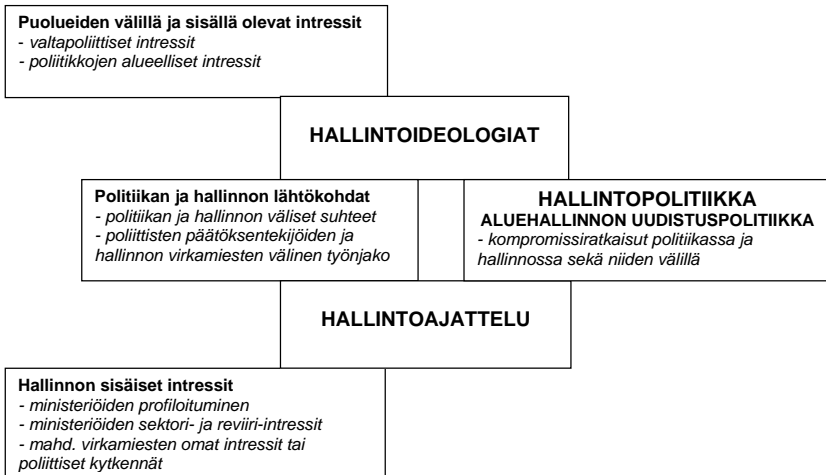 Puolueiden välillä ja sisällä olevat intressit
- valtapoliittiset intressit
- poliitikkojen alueelliset intressit
HALLINTOIDEOLOGIAT
Politiikan ja hallinnon lähtökohdat
- politiikan ja hallinnon väliset suhteet
- poliittisten päätöksentekijöiden ja
hallinnon virkamiesten välinen työnjako
HALLINTOPOLITIIKKA
ALUEHALLINNON UUDISTUSPOLITIIKKA
- kompromissiratkaisut politiikassa ja
hallinnossa sekä niiden välillä
HALLINTOAJATTELU
Hallinnon sisäiset intressit
- ministeriöiden profiloituminen
- ministeriöiden sektori- ja reviiri-intressit
- mahd. virkamiesten omat intressit tai
poliittiset kytkennät